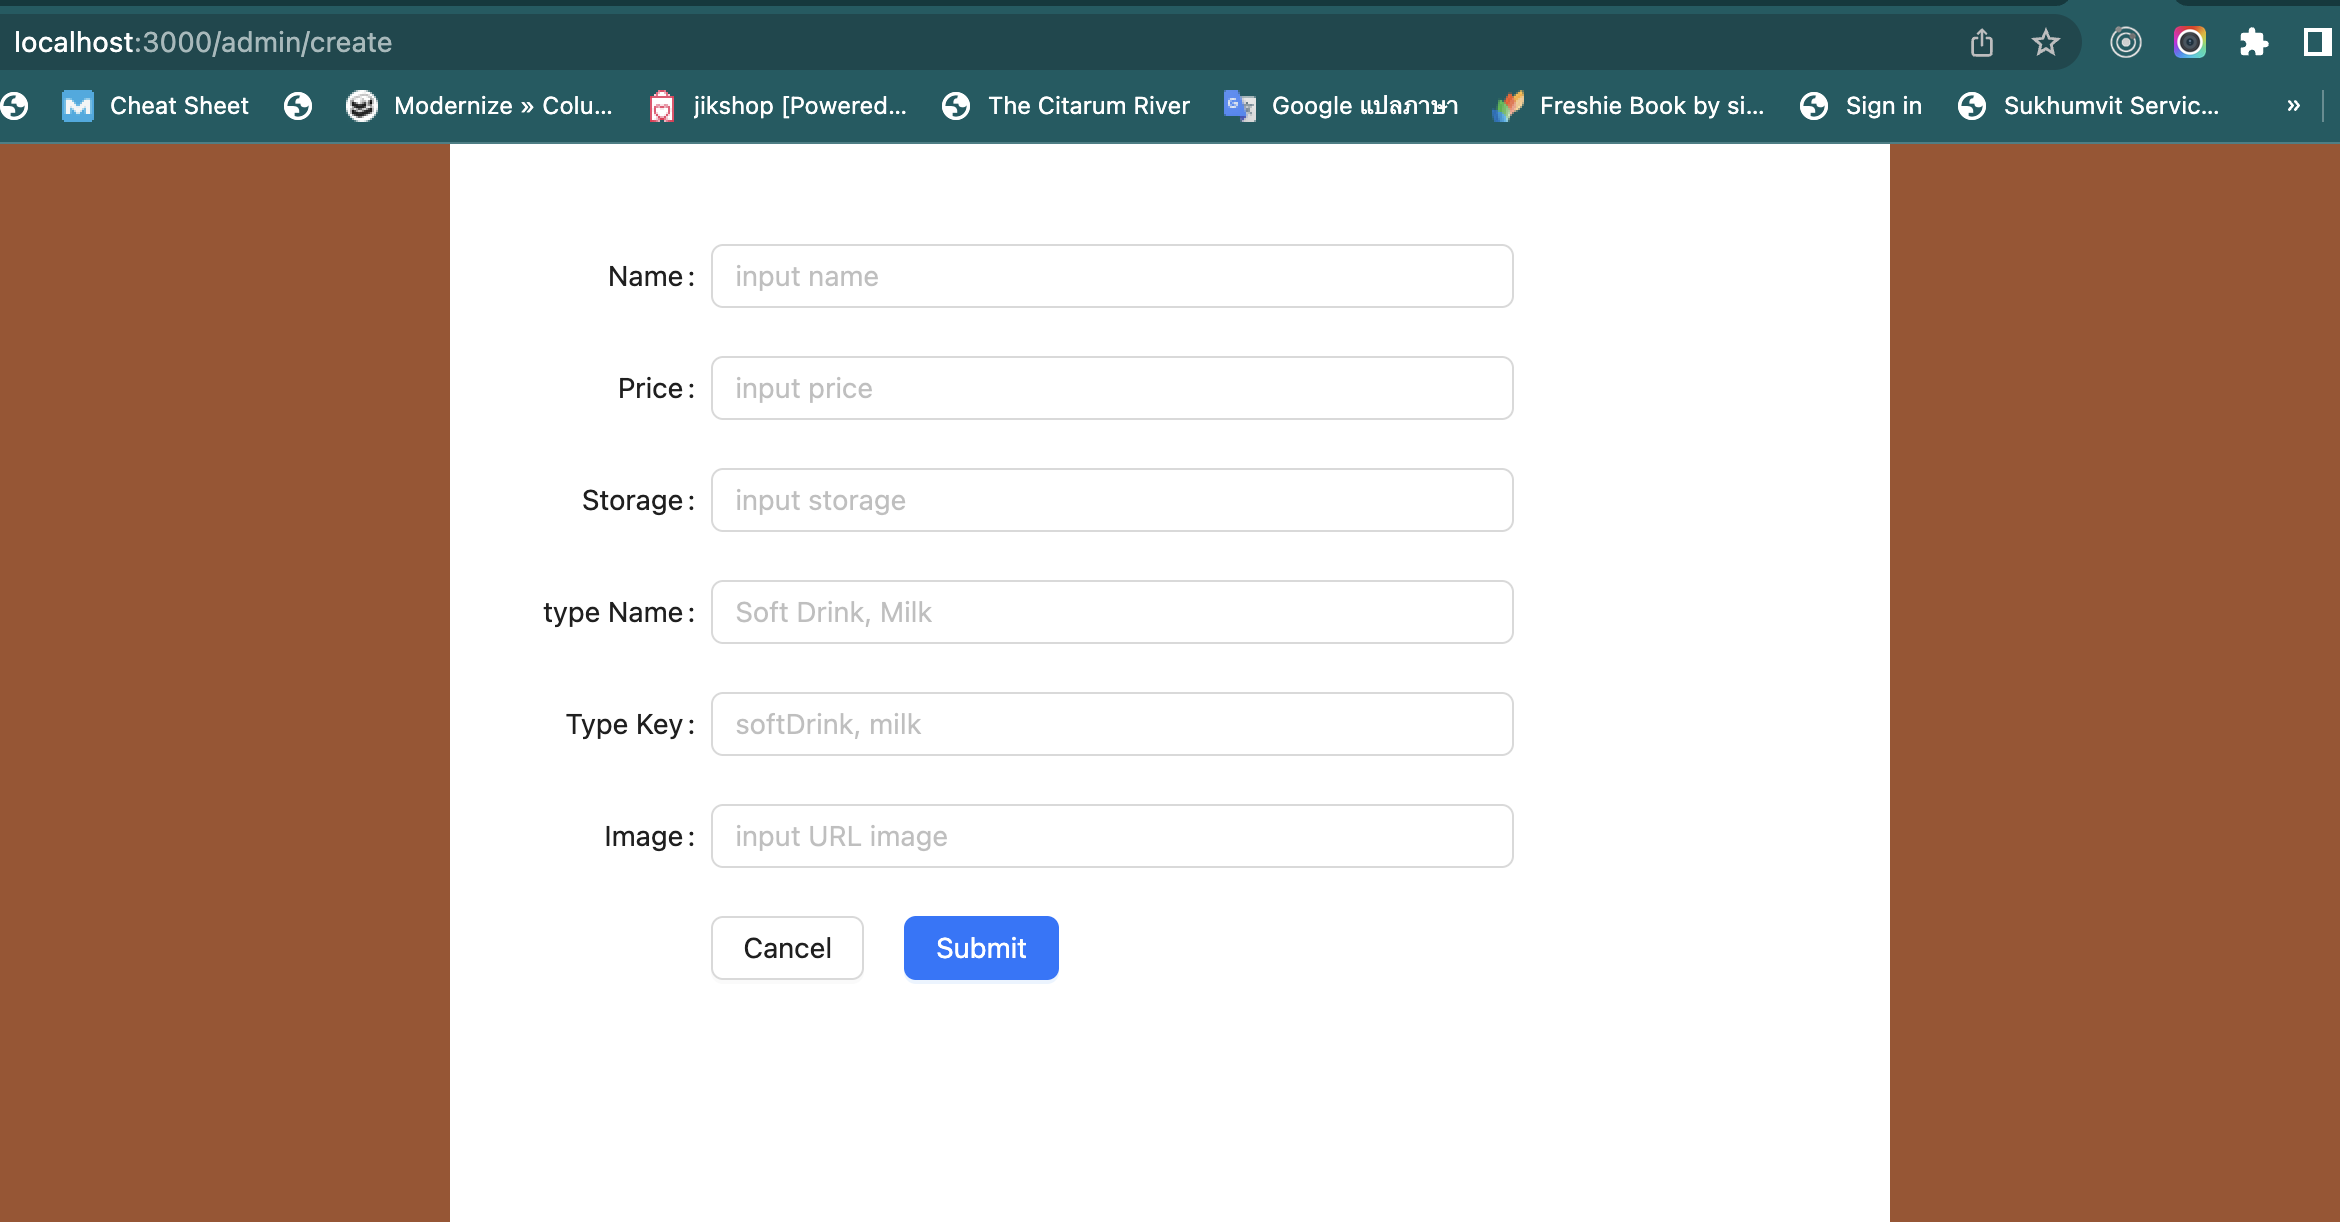 localhost:3000/admin/create
Cheat Sheet Modernize » Colu... jikshop [Powered... The Citarum River Google แปลภาษา Freshie Book by si... Sign in Sukhumvit Servic... »
Name: input name
Price: input price
Storage: input storage
type Name: Soft Drink, Milk
Type Key: softDrink, milk
Image: input URL image
Cancel Submit